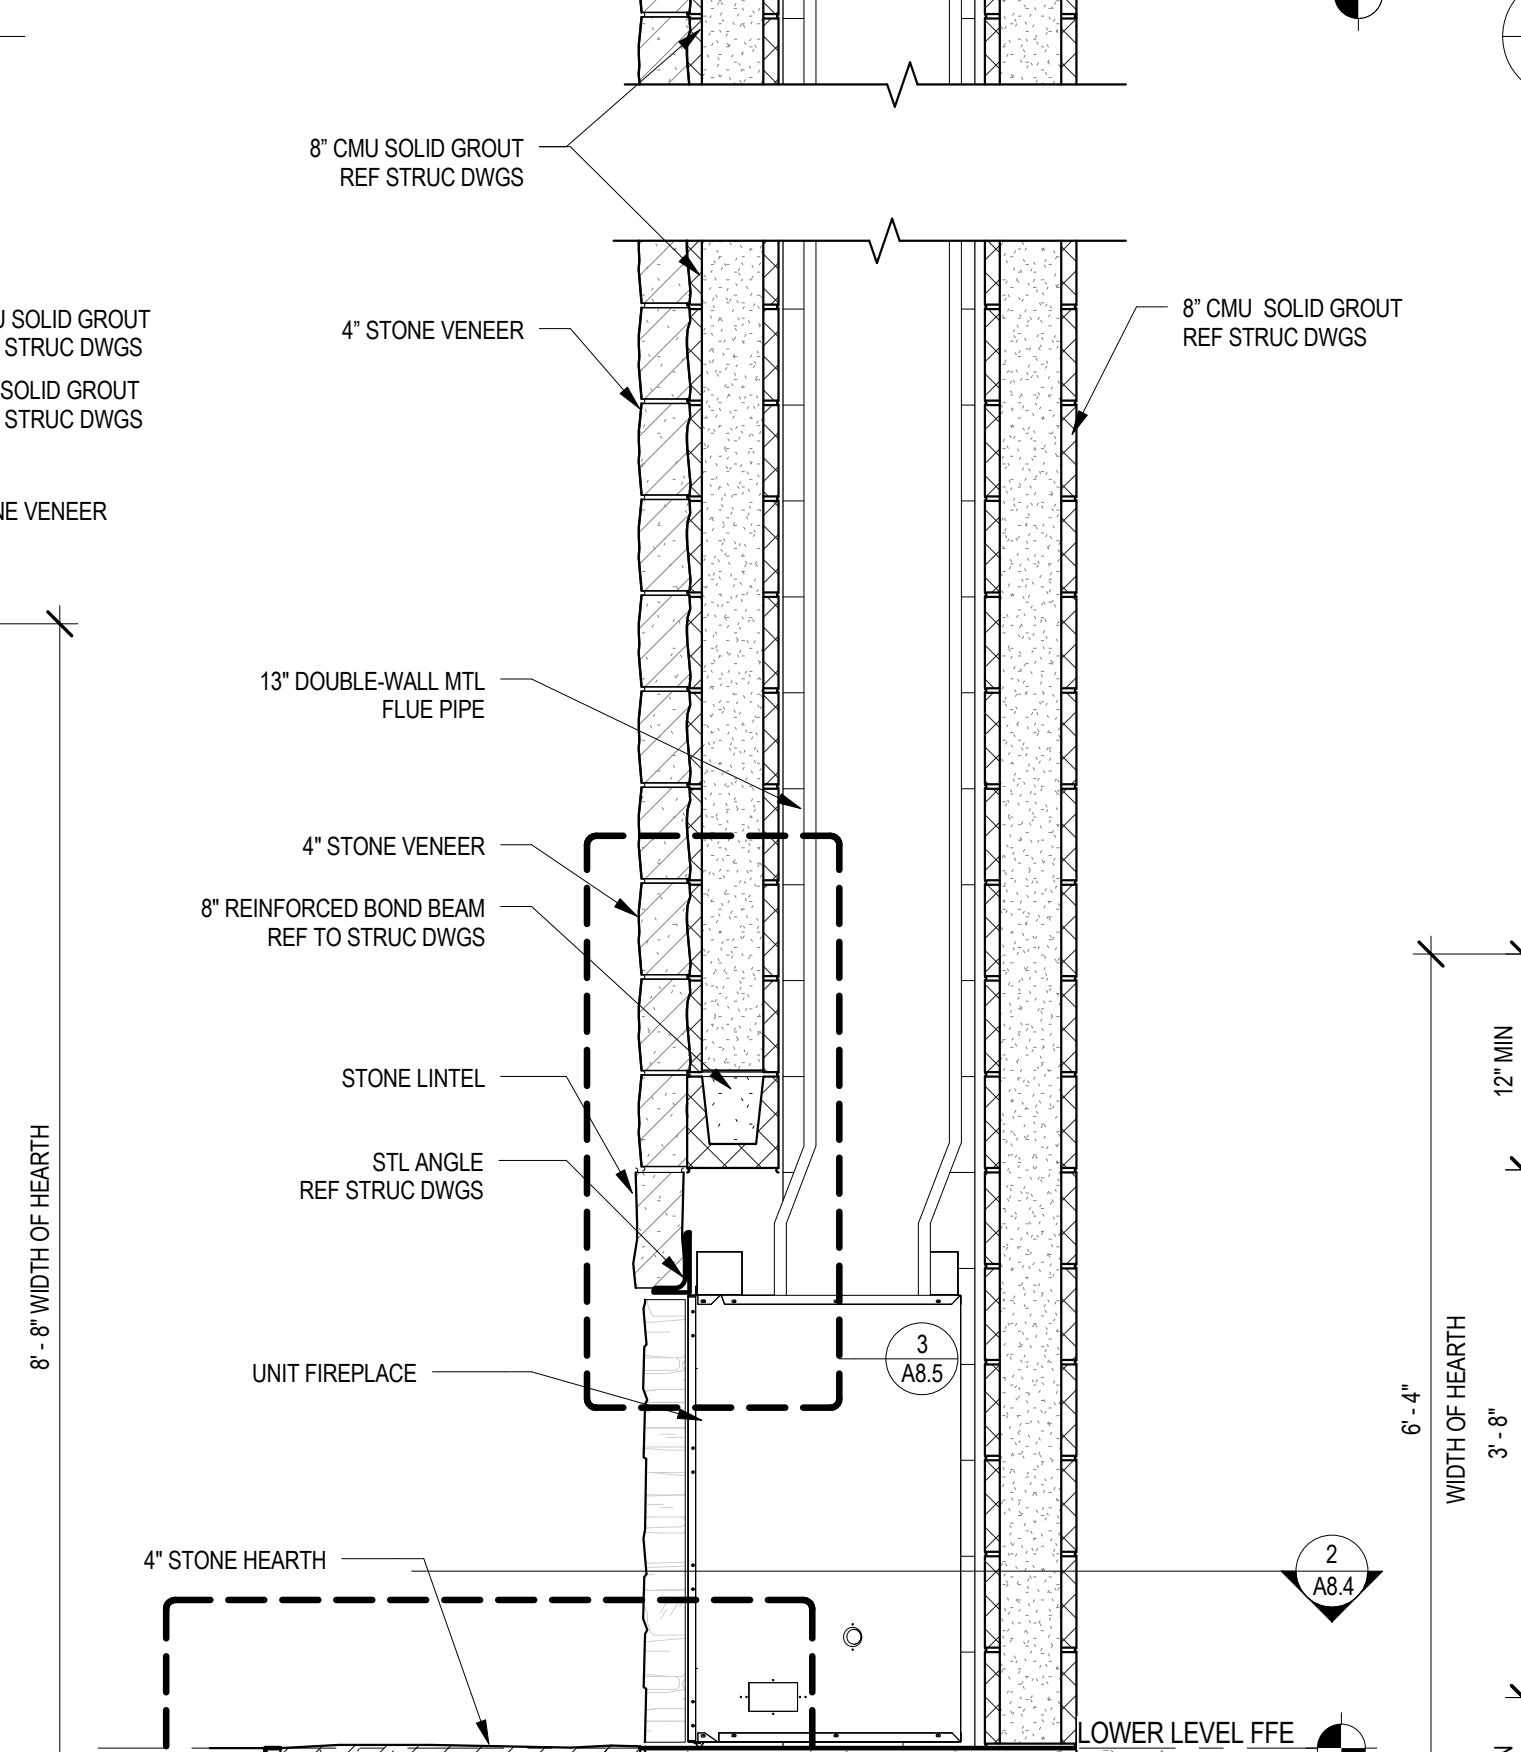 8” CMU SOLID GROUT
REF STRUC DWGS
SOLID GROUT
STRUC DWGS
4” STONE VENEER
8” CMU  SOLID GROUT
REF STRUC DWGS
SOLID GROUT
STRUC DWGS
VENEER
13" DOUBLE-WALL MTL
FLUE PIPE
4" STONE VENEER
8" REINFORCED BOND BEAM
REF TO STRUC DWGS
12" MIN
STONE LINTEL
STL ANGLE
REF STRUC DWGS
8' - 8" WIDTH OF HEARTH
3
A8.5
UNIT FIREPLACE
6' - 4"
WIDTH OF HEARTH
3' - 8"
4" STONE HEARTH
2
A8.4
LOWER LEVEL FFE